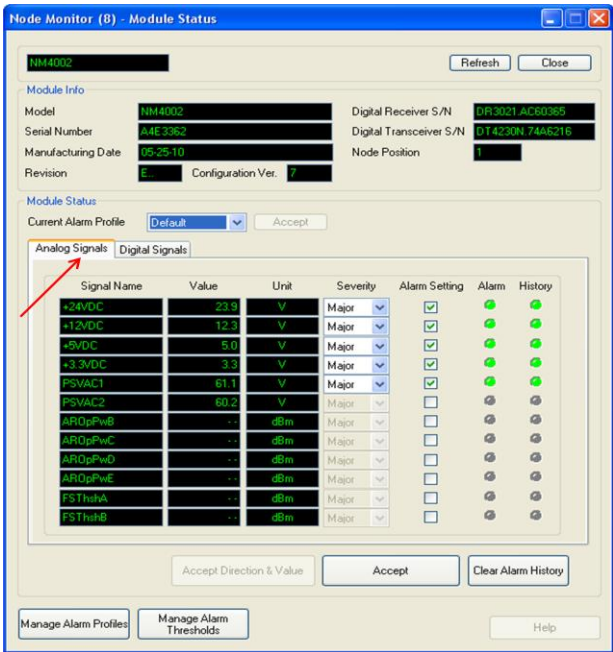 Node Monitor (8) - Module Status
NM4002
Refresh
Close
Module Info
Model NM4002 Digital Receiver S/N DR3021.AC60365
Serial Number A4E3362 Digital Transceiver S/N DT4230N.74A6216
Manufacturing Date 05-25-10 Node Position 1
Revision E.. Configuration Ver. 7
Module Status
Current Alarm Profile Default Accept
Analog Signals Digital Signals
Signal Name Value Unit Severity Alarm Setting Alarm History
+24VDC 23.9 V Major
+12VDC 12.3 V Major
+5VDC 5.0 V Major
+3.3VDC 3.3 V Major
PSVAC1 61.1 V Major
PSVAC2 60.2 V Major
AROpPwB -- dBm Major
AROpPwC -- dBm Major
AROpPwD -- dBm Major
AROpPwE -- dBm Major
FSThshA -- dBm Major
FSThshB -- dBm Major
Accept Direction & Value Accept Clear Alarm History
Manage Alarm Profiles
Manage Alarm
Thresholds
Help